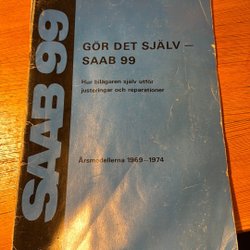 SAAB 99
GÖR DET SJÄLV –
SAAB 99
Hur bilägaren själv utför
justeringar och reparationer
Årsmodellerna 1969–1974